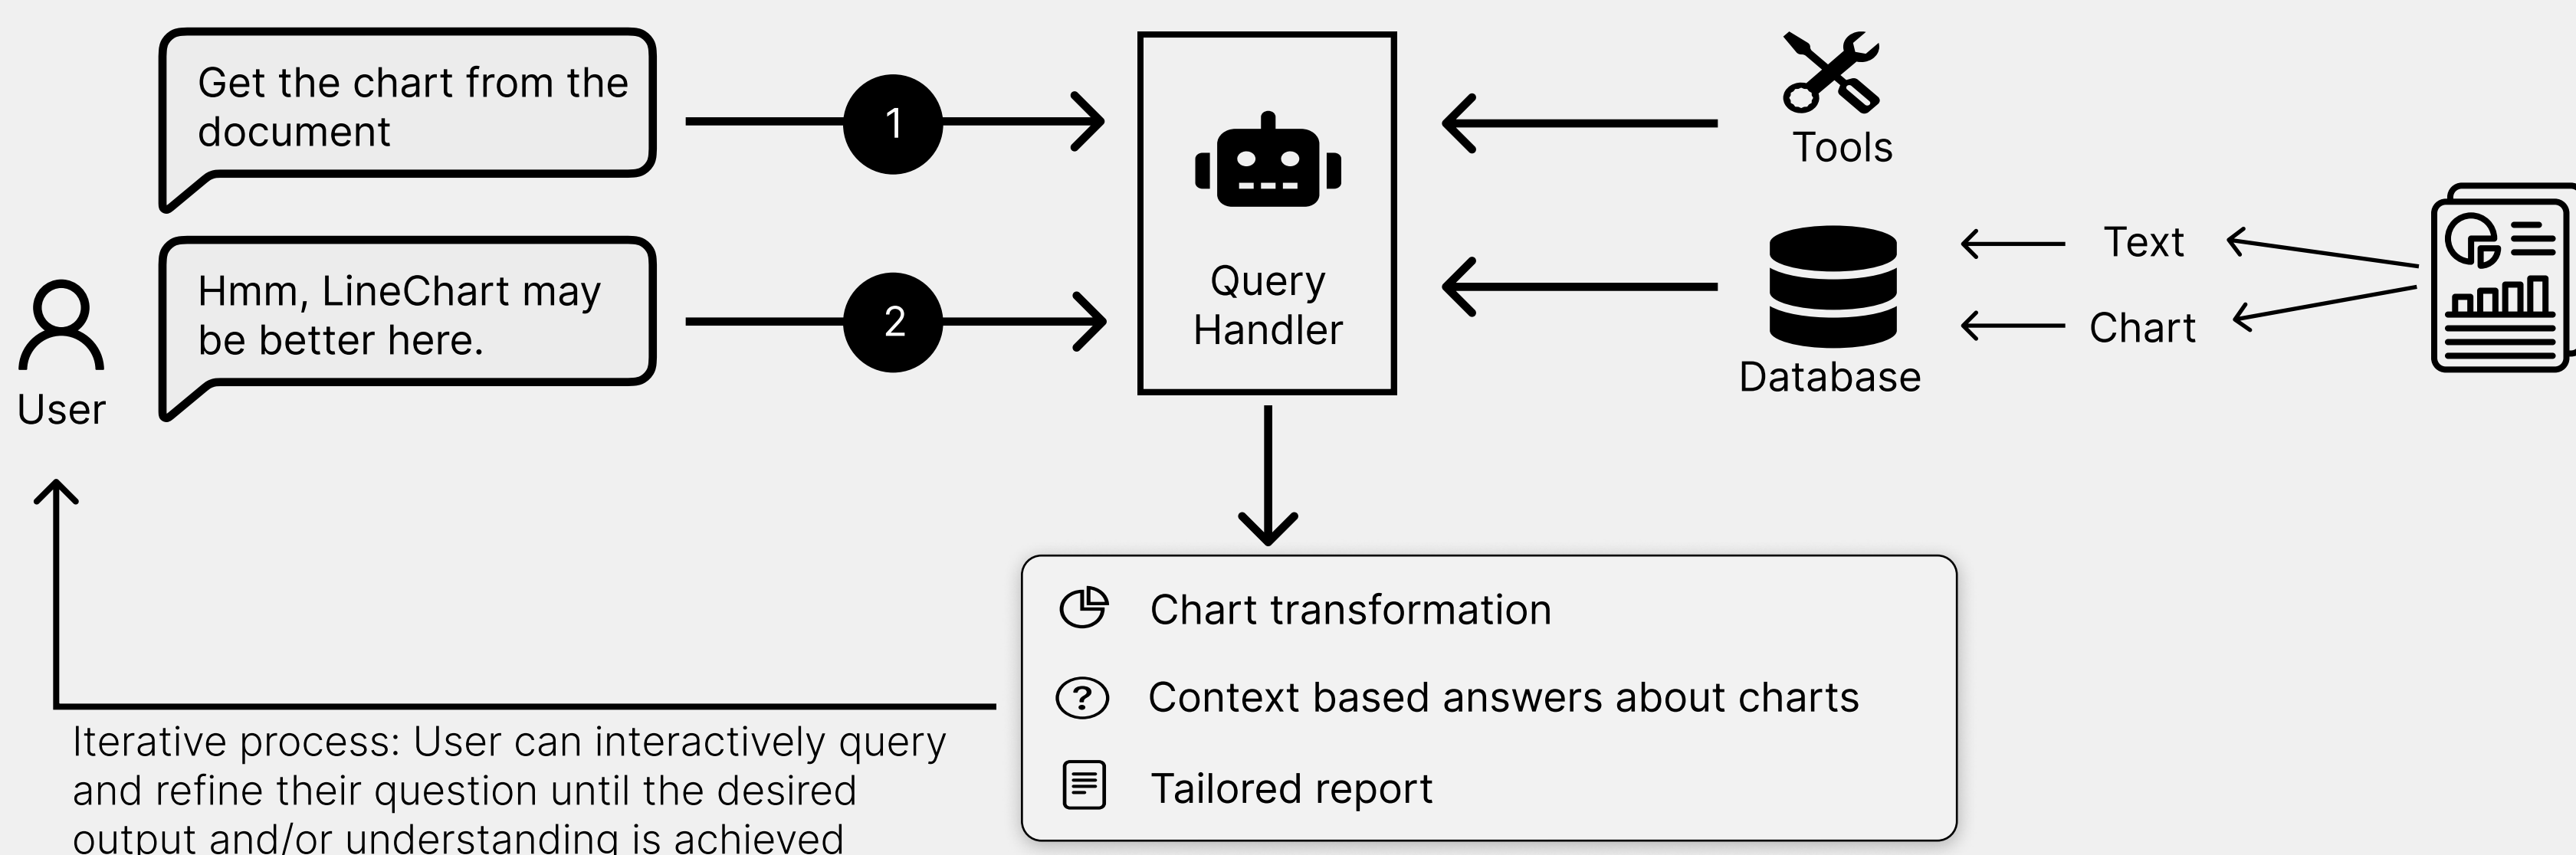 Get the chart from the
document
1
Hmm, LineChart may
be better here.
2
User
Query
Handler
Tools
Database
Text
Chart
Chart transformation
? Context based answers about charts
Tailored report
Iterative process: User can interactively query
and refine their question until the desired
output and/or understanding is achieved